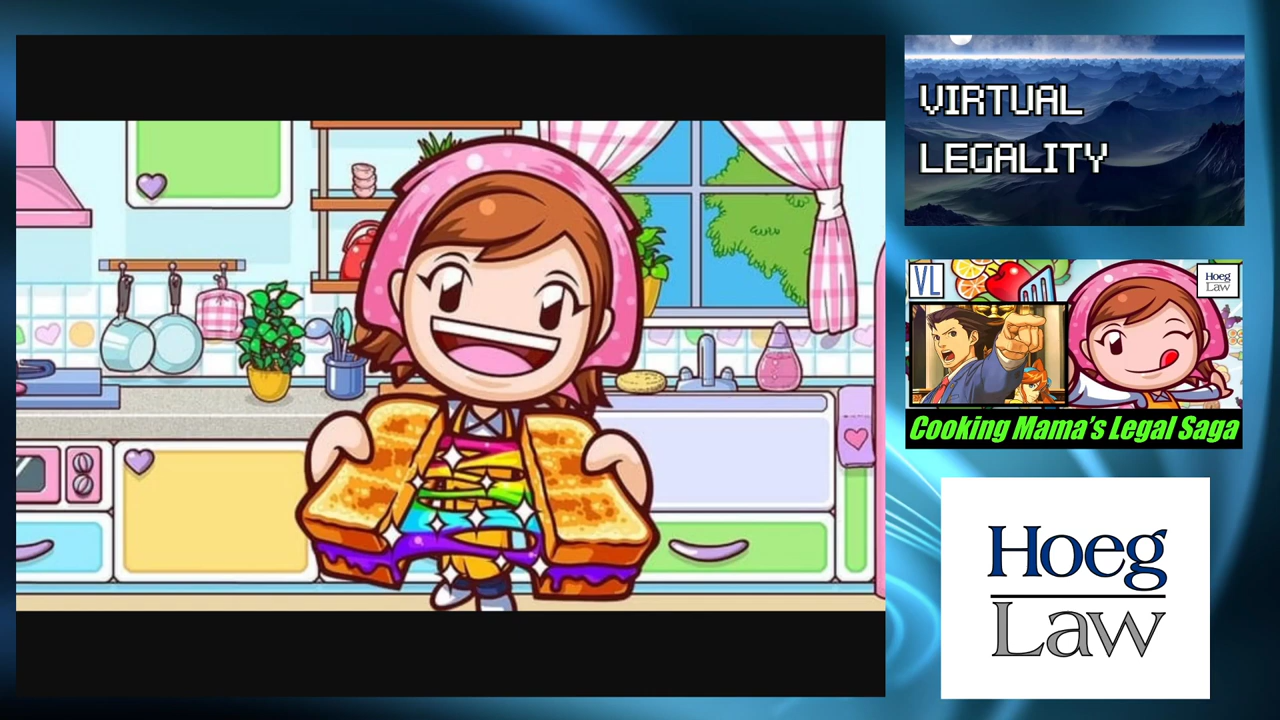 VIRTUAL
LEGALITY
VL
Hoeg
Law
Cooking Mama's Legal Saga
Hoeg
Law